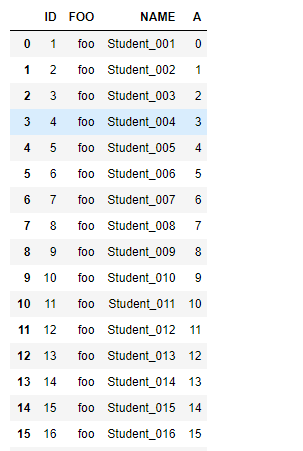 ID FOO NAME A
0 1 foo Student_001 0
1 2 foo Student_002 1
2 3 foo Student_003 2
3 4 foo Student_004 3
4 5 foo Student_005 4
5 6 foo Student_006 5
6 7 foo Student_007 6
7 8 foo Student_008 7
8 9 foo Student_009 8
9 10 foo Student_010 9
10 11 foo Student_011 10
11 12 foo Student_012 11
12 13 foo Student_013 12
13 14 foo Student_014 13
14 15 foo Student_015 14
15 16 foo Student_016 15